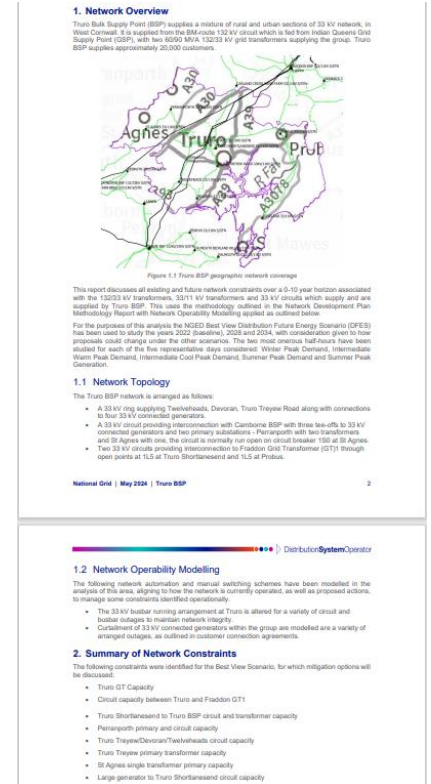 1. Network Overview
Truro Bulk Supply Point (BSP) supplies a mixture of rural and urban sections of 33 kV network, in
West Cornwall. It is supplied from the BM-route 132 kV circuit which is fed from Indian Queens Grid
Supply Point (GSP), with two 60/90 MVA 132/33 kV grid transformers supplying the group. Truro
BSP supplies approximately 20,000 customers.
A30
A30
A39
St Agnes
Truro
Prob
R Fal
A39
A3078
Mawes
Figure 1.1 Truro BSP geographic network coverage
This report discusses all existing and future network constraints over a 0-10 year horizon associated
with the 132/33 kV transformers, 33/11 kV transformers and 33 kV circuits which supply and are
supplied by Truro BSP. This uses the methodology outlined in the Network Development Plan
Methodology Report with Network Operability Modelling applied as outlined below.
For the purposes of this analysis the NGED Best View Distribution Future Energy Scenario (DFES)
has been used to study the years 2022 (baseline), 2028 and 2034, with consideration given to how
proposals could change under the other scenarios. The two most onerous half-hours have been
studied for each of the five representative days considered: Winter Peak Demand, Intermediate
Warm Peak Demand, Intermediate Cool Peak Demand, Summer Peak Demand and Summer Peak
Generation.
1.1 Network Topology
The Truro BSP network is arranged as follows:
• A 33 kV ring supplying Twelveheads, Devoran, Truro Treyew Road along with connections
to four 33 kV connected generators.
• A 33 kV circuit providing interconnection with Camborne BSP with three tee-offs to 33 kV
connected generators and two primary substations - Perranporth with two transformers
and St Agnes with one, the circuit is normally run open on circuit breaker 1S0 at St Agnes.
• Two 33 kV circuits providing interconnection to Fraddon Grid Transformer (GT)1 through
open points at 1L5 at Truro Shortlanesend and 1L5 at Probus.
National Grid | May 2024 | Truro BSP 2
DistributionSystemOperator
1.2 Network Operability Modelling
The following network automation and manual switching schemes have been modelled in the
analysis of this area, aligning to how the network is currently operated, as well as proposed actions,
to manage some constraints identified operationally.
• The 33 kV busbar running arrangement at Truro is altered for a variety of circuit and
busbar outages to maintain network integrity.
• Curtailment of 33 kV connected generators within the group are modelled are a variety of
arranged outages, as outlined in customer connection agreements.
2. Summary of Network Constraints
The following constraints were identified for the Best View Scenario, for which mitigation options will
be discussed:
• Truro GT Capacity
• Circuit capacity between Truro and Fraddon GT1
• Truro Shortlanesend to Truro BSP circuit and transformer capacity
• Perranporth primary and circuit capacity
• Truro Treyew/Devoran/Twelveheads circuit capacity
• Truro Treyew primary transformer capacity
• St Agnes single transformer primary capacity
• Large generator to Truro Shortlanesend circuit capacity